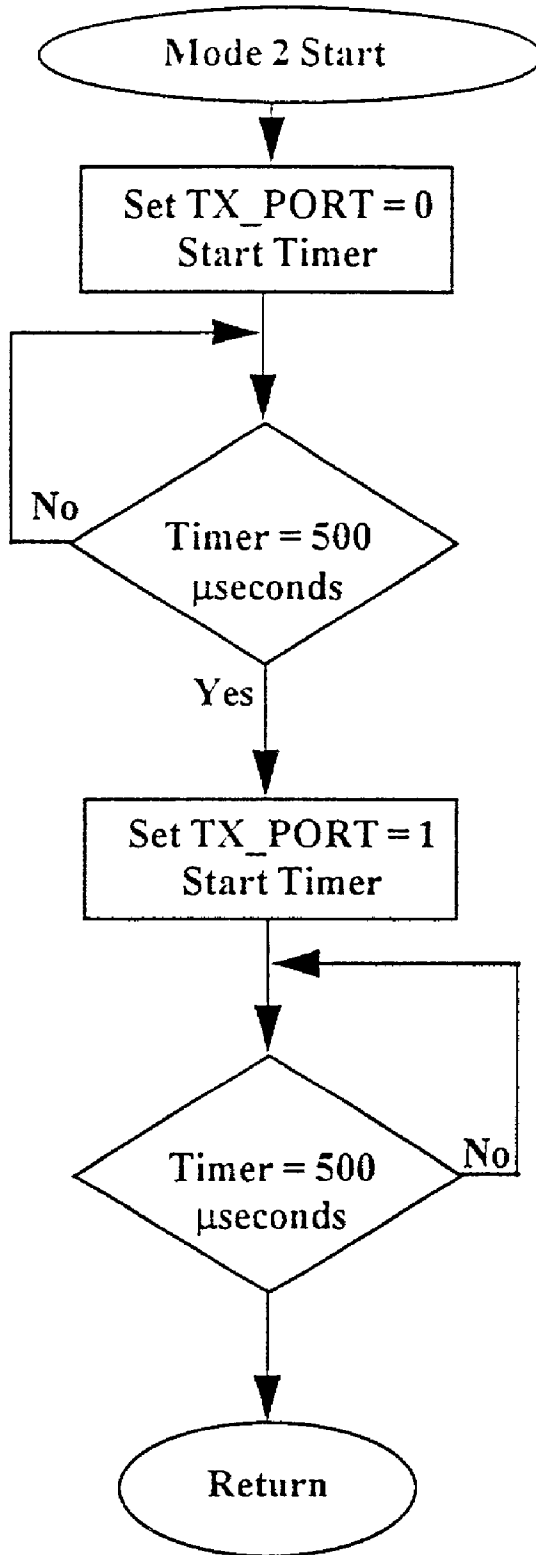 Mode 2 Start
Set TX_PORT = 0
Start Timer
No
Timer = 500
µseconds
Yes
Set TX_PORT = 1
Start Timer
No
Timer = 500
µseconds
Return